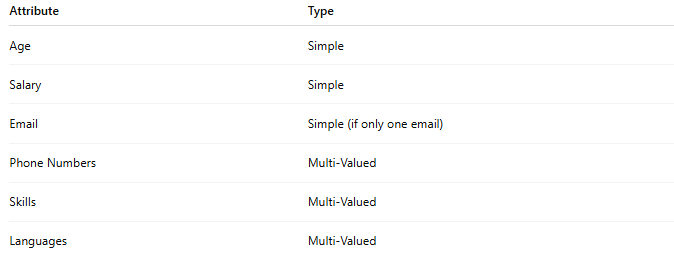 Attribute Type
Age Simple
Salary Simple
Email Simple (if only one email)
Phone Numbers Multi-Valued
Skills Multi-Valued
Languages Multi-Valued